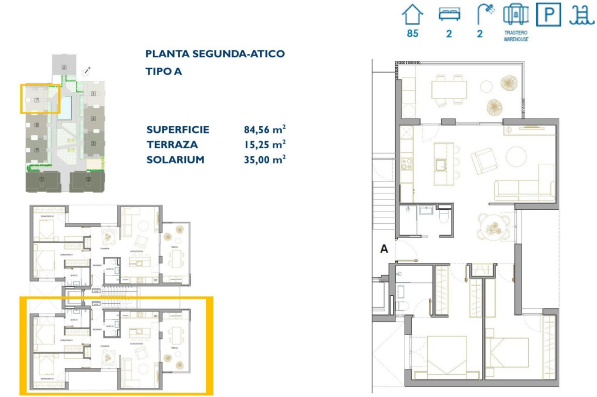 85 2 2 TRASTERO P
WAREHOUSE
PLANTA SEGUNDA-ATICO
TIPO A
SUPERFICIE 84,56 m²
TERRAZA 15,25 m²
SOLARIUM 35,00 m²
A